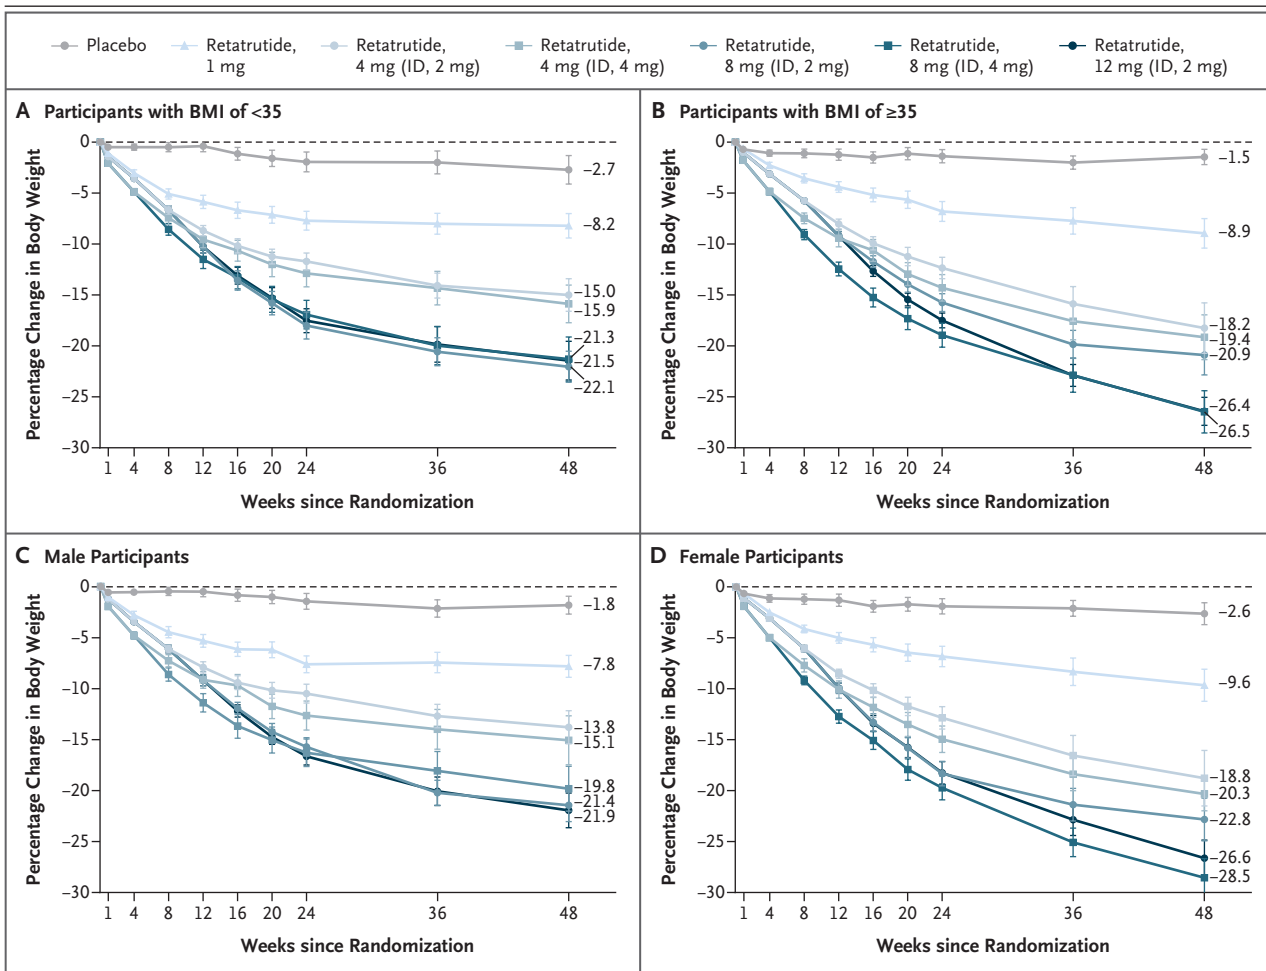 Placebo
Retatrutide,
1 mg
Retatrutide,
4 mg (ID, 2 mg)
Retatrutide,
4 mg (ID, 4 mg)
Retatrutide,
8 mg (ID, 2 mg)
Retatrutide,
8 mg (ID, 4 mg)
Retatrutide,
12 mg (ID, 2 mg)
A Participants with BMI of <35
Percentage Change in Body Weight
0
−5
−10
−15
−20
−25
−30
−2.7
−8.2
−15.0
−15.9
−21.3
−21.5
−22.1
1 4 8 12 16 20 24 36 48
Weeks since Randomization
B Participants with BMI of ≥35
Percentage Change in Body Weight
0
−5
−10
−15
−20
−25
−30
−1.5
−8.9
−18.2
−19.4
−20.9
−26.4
−26.5
1 4 8 12 16 20 24 36 48
Weeks since Randomization
C Male Participants
Percentage Change in Body Weight
0
−5
−10
−15
−20
−25
−30
−1.8
−7.8
−13.8
−15.1
−19.8
−21.4
−21.9
1 4 8 12 16 20 24 36 48
Weeks since Randomization
D Female Participants
Percentage Change in Body Weight
0
−5
−10
−15
−20
−25
−30
−2.6
−9.6
−18.8
−20.3
−22.8
−26.6
−28.5
1 4 8 12 16 20 24 36 48
Weeks since Randomization